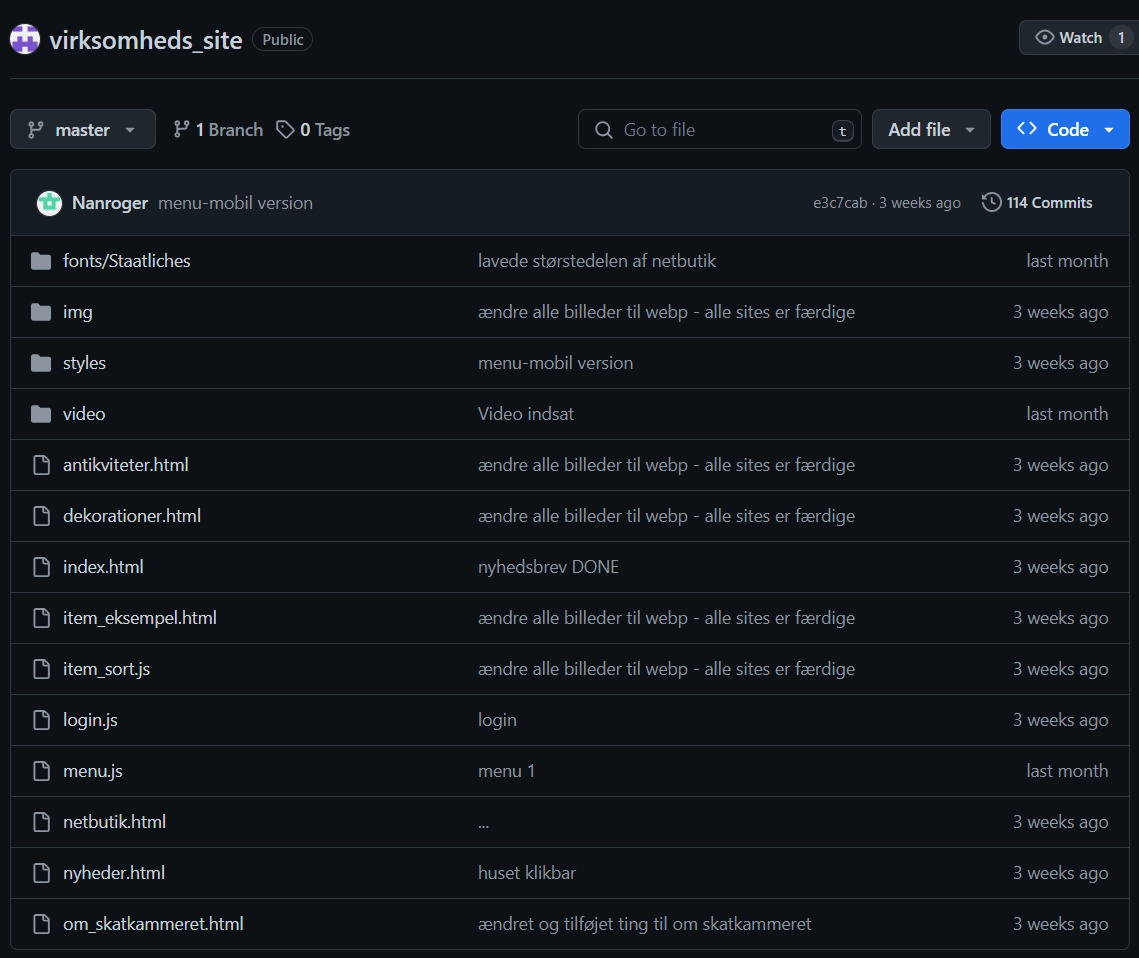 virksomheds_site Public Watch 1
master 1 Branch 0 Tags Go to file t Add file Code
Nanroger menu-mobil version e3c7cab · 3 weeks ago 114 Commits
fonts/Staatliches lavede størstedelen af netbutik last month
img ændre alle billeder til webp - alle sites er færdige 3 weeks ago
styles menu-mobil version 3 weeks ago
video Video indsat last month
antikviteter.html ændre alle billeder til webp - alle sites er færdige 3 weeks ago
dekorationer.html ændre alle billeder til webp - alle sites er færdige 3 weeks ago
index.html nyhedsbrev DONE 3 weeks ago
item_eksempel.html ændre alle billeder til webp - alle sites er færdige 3 weeks ago
item_sort.js ændre alle billeder til webp - alle sites er færdige 3 weeks ago
login.js login 3 weeks ago
menu.js menu 1 last month
netbutik.html ... 3 weeks ago
nyheder.html huset klikbar 3 weeks ago
om_skatkammeret.html ændret og tilføjet ting til om skatkammeret 3 weeks ago